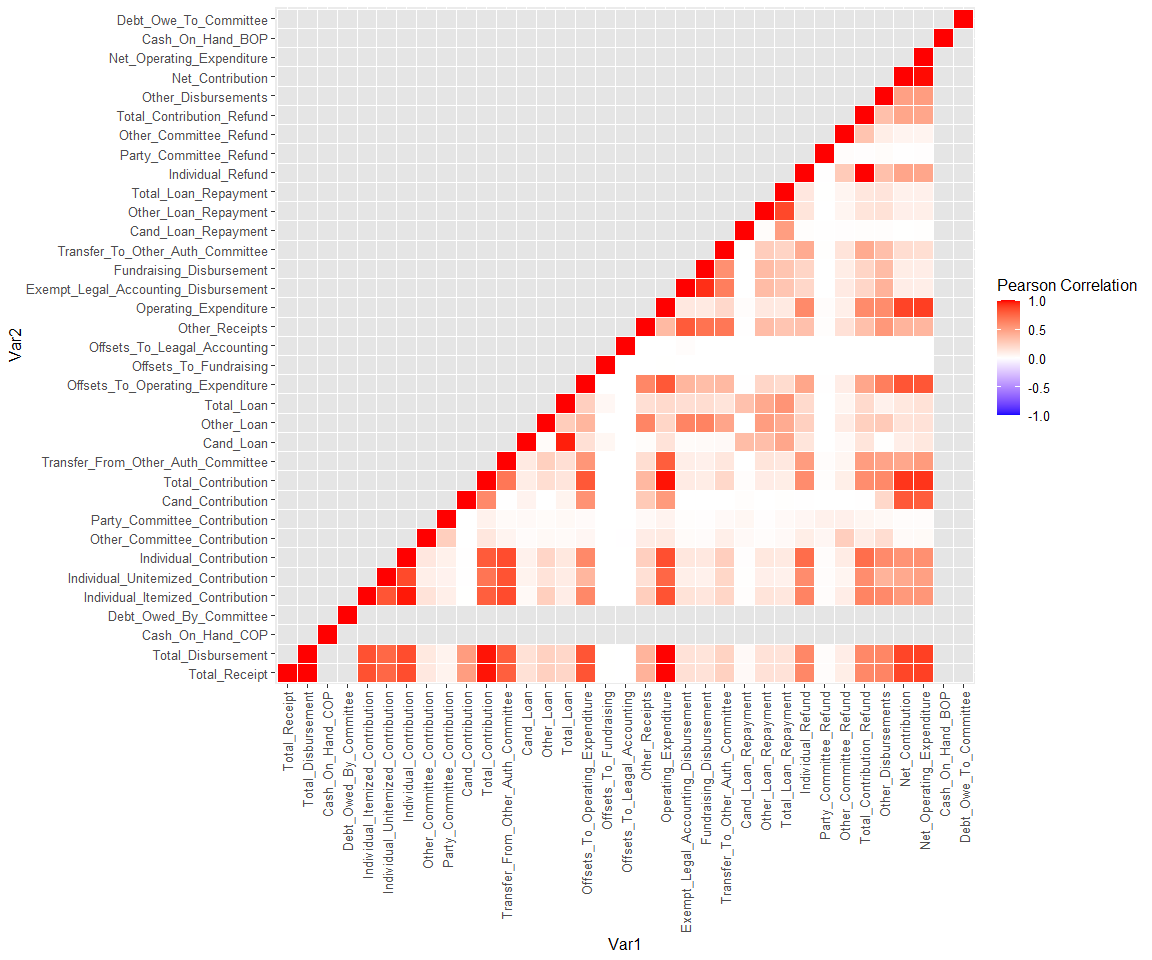 Debt_Owe_To_Committee
Cash_On_Hand_BOP
Net_Operating_Expenditure
Net_Contribution
Other_Disbursements
Total_Contribution_Refund
Other_Committee_Refund
Party_Committee_Refund
Individual_Refund
Total_Loan_Repayment
Other_Loan_Repayment
Cand_Loan_Repayment
Transfer_To_Other_Auth_Committee
Fundraising_Disbursement
Exempt_Legal_Accounting_Disbursement
Operating_Expenditure
Other_Receipts
Offsets_To_Leagal_Accounting
Offsets_To_Fundraising
Offsets_To_Operating_Expenditure
Total_Loan
Other_Loan
Cand_Loan
Transfer_From_Other_Auth_Committee
Total_Contribution
Cand_Contribution
Party_Committee_Contribution
Other_Committee_Contribution
Individual_Contribution
Individual_Unitemized_Contribution
Individual_Itemized_Contribution
Debt_Owed_By_Committee
Cash_On_Hand_COP
Total_Disbursement
Total_Receipt
Var2
Total_Receipt
Total_Disbursement
Cash_On_Hand_COP
Debt_Owed_By_Committee
Individual_Itemized_Contribution
Individual_Unitemized_Contribution
Individual_Contribution
Other_Committee_Contribution
Party_Committee_Contribution
Cand_Contribution
Total_Contribution
Transfer_From_Other_Auth_Committee
Cand_Loan
Other_Loan
Total_Loan
Offsets_To_Operating_Expenditure
Offsets_To_Fundraising
Offsets_To_Leagal_Accounting
Other_Receipts
Operating_Expenditure
Exempt_Legal_Accounting_Disbursement
Fundraising_Disbursement
Transfer_To_Other_Auth_Committee
Cand_Loan_Repayment
Other_Loan_Repayment
Total_Loan_Repayment
Individual_Refund
Party_Committee_Refund
Other_Committee_Refund
Total_Contribution_Refund
Other_Disbursements
Net_Contribution
Net_Operating_Expenditure
Cash_On_Hand_BOP
Debt_Owe_To_Committee
Var1
Pearson Correlation
1.0
0.5
0.0
-0.5
-1.0